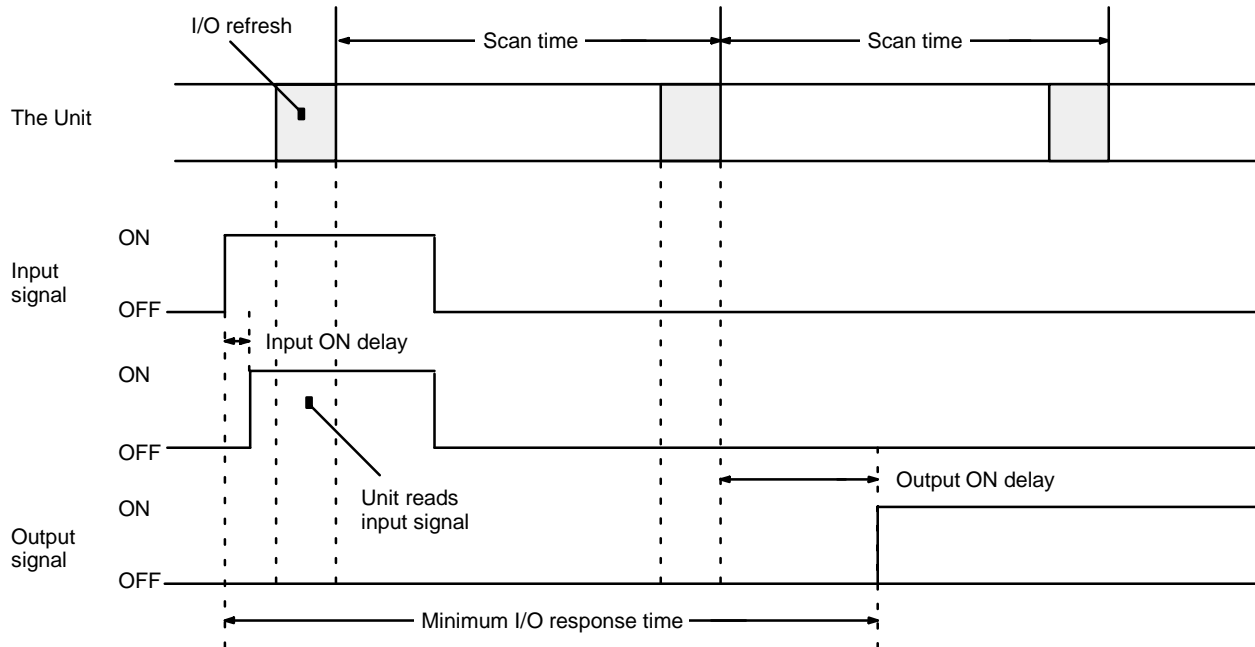 I/O refresh
Scan time
Scan time
The Unit
ON
Input
signal
OFF
Input ON delay
ON
OFF
Unit reads
input signal
Output ON delay
ON
Output
signal
OFF
Minimum I/O response time